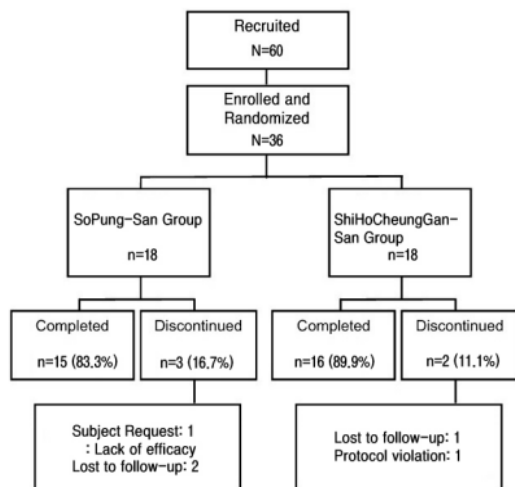 Recruited
N=60
Enrolled and
Randomized
N=36
SoPung-San Group
n=18
ShiHoCheungGan-
San Group
n=18
Completed
n=15 (83.3%)
Discontinued
n=3 (16.7%)
Completed
n=16 (89.9%)
Discontinued
n=2 (11.1%)
Subject Request: 1
: Lack of efficacy
Lost to follow-up: 2
Lost to follow-up: 1
Protocol violation: 1